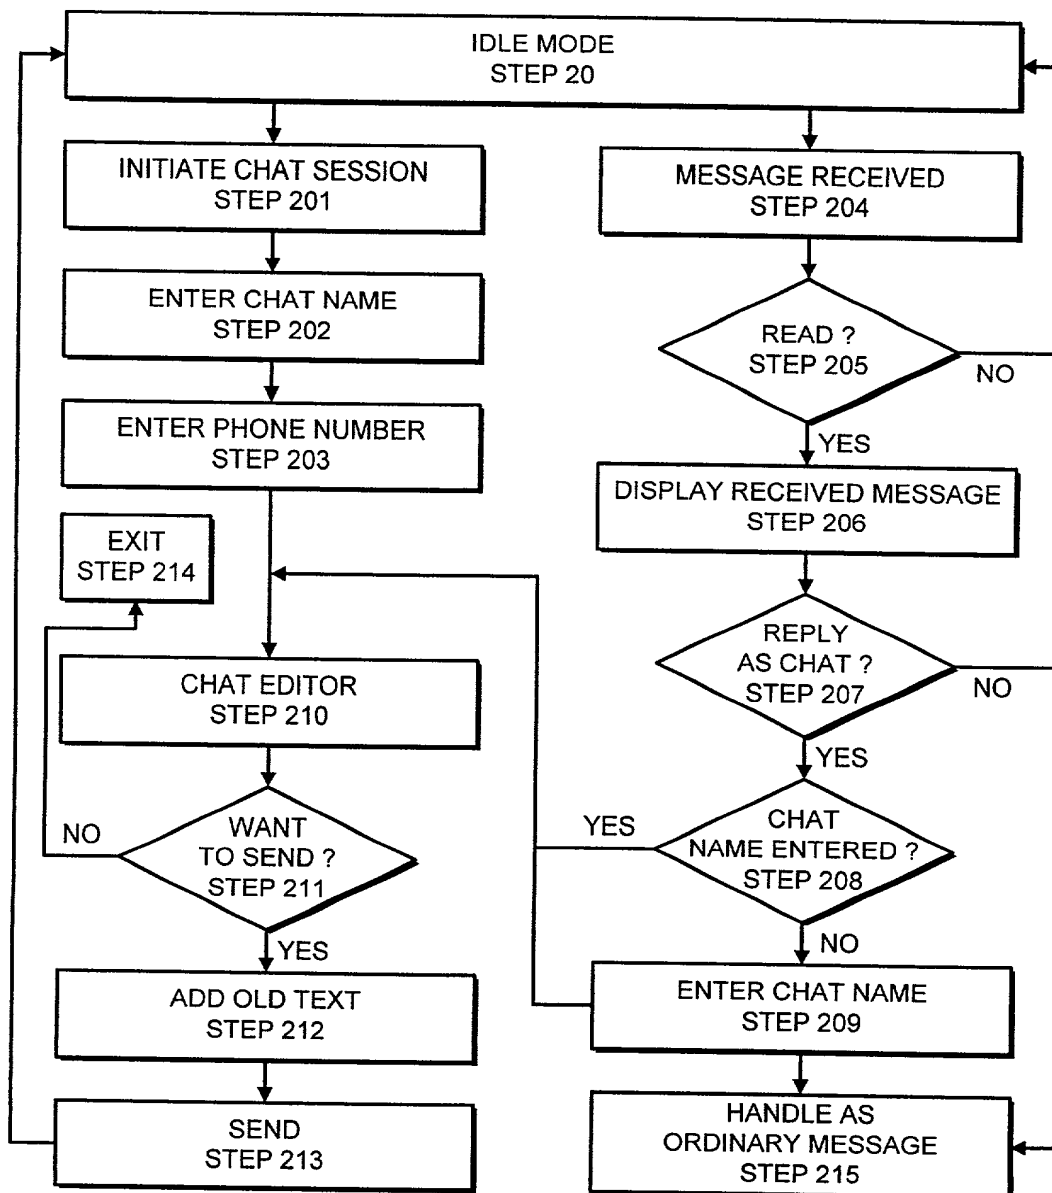 IDLE MODE
STEP 20
INITIATE CHAT SESSION
STEP 201
ENTER CHAT NAME
STEP 202
ENTER PHONE NUMBER
STEP 203
EXIT
STEP 214
CHAT EDITOR
STEP 210
NO
WANT
TO SEND ?
STEP 211
YES
ADD OLD TEXT
STEP 212
SEND
STEP 213
MESSAGE RECEIVED
STEP 204
READ ?
STEP 205
NO
YES
DISPLAY RECEIVED MESSAGE
STEP 206
REPLY
AS CHAT ?
STEP 207
NO
YES
YES
CHAT
NAME ENTERED ?
STEP 208
NO
ENTER CHAT NAME
STEP 209
HANDLE AS
ORDINARY MESSAGE
STEP 215